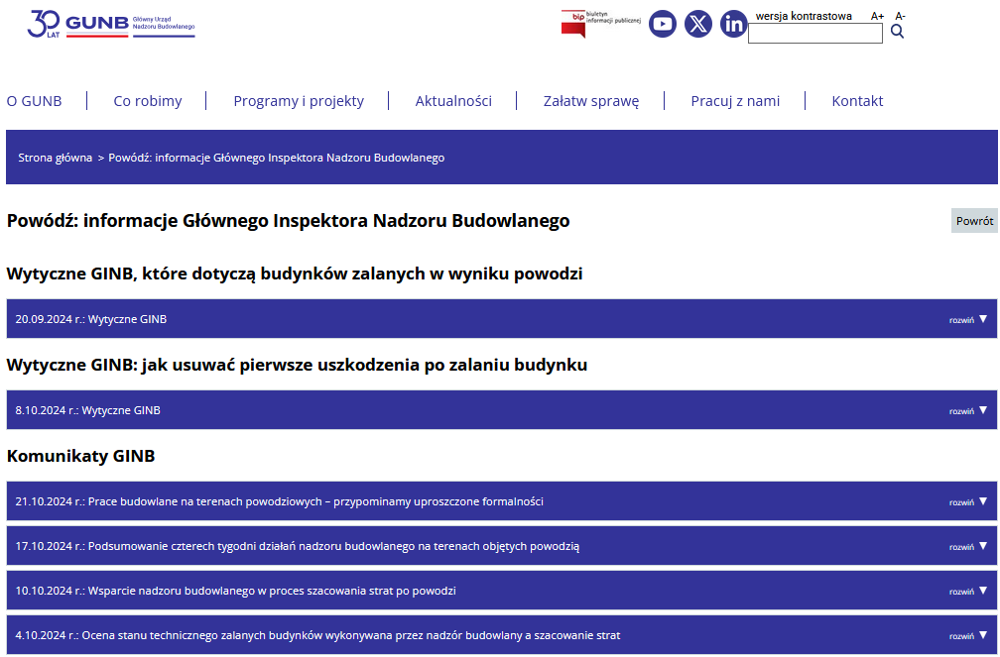 30 LAT GUNB Główny Urząd Nadzoru Budowlanego
bip biuletyn informacji publicznej
in
wersja kontrastowa A+ A-
O GUNB
Co robimy
Programy i projekty
Aktualności
Załatw sprawę
Pracuj z nami
Kontakt
Strona główna > Powódź: informacje Głównego Inspektora Nadzoru Budowlanego
Powódź: informacje Głównego Inspektora Nadzoru Budowlanego
Powrót
Wytyczne GINB, które dotyczą budynków zalanych w wyniku powodzi
20.09.2024 r.: Wytyczne GINB rozwiń ▼
Wytyczne GINB: jak usuwać pierwsze uszkodzenia po zalaniu budynku
8.10.2024 r.: Wytyczne GINB rozwiń ▼
Komunikaty GINB
21.10.2024 r.: Prace budowlane na terenach powodziowych – przypominamy uproszczone formalności rozwiń ▼
17.10.2024 r.: Podsumowanie czterech tygodni działań nadzoru budowlanego na terenach objętych powodzią rozwiń ▼
10.10.2024 r.: Wsparcie nadzoru budowlanego w proces szacowania strat po powodzi rozwiń ▼
4.10.2024 r.: Ocena stanu technicznego zalanych budynków wykonywana przez nadzór budowlany a szacowanie strat rozwiń ▼